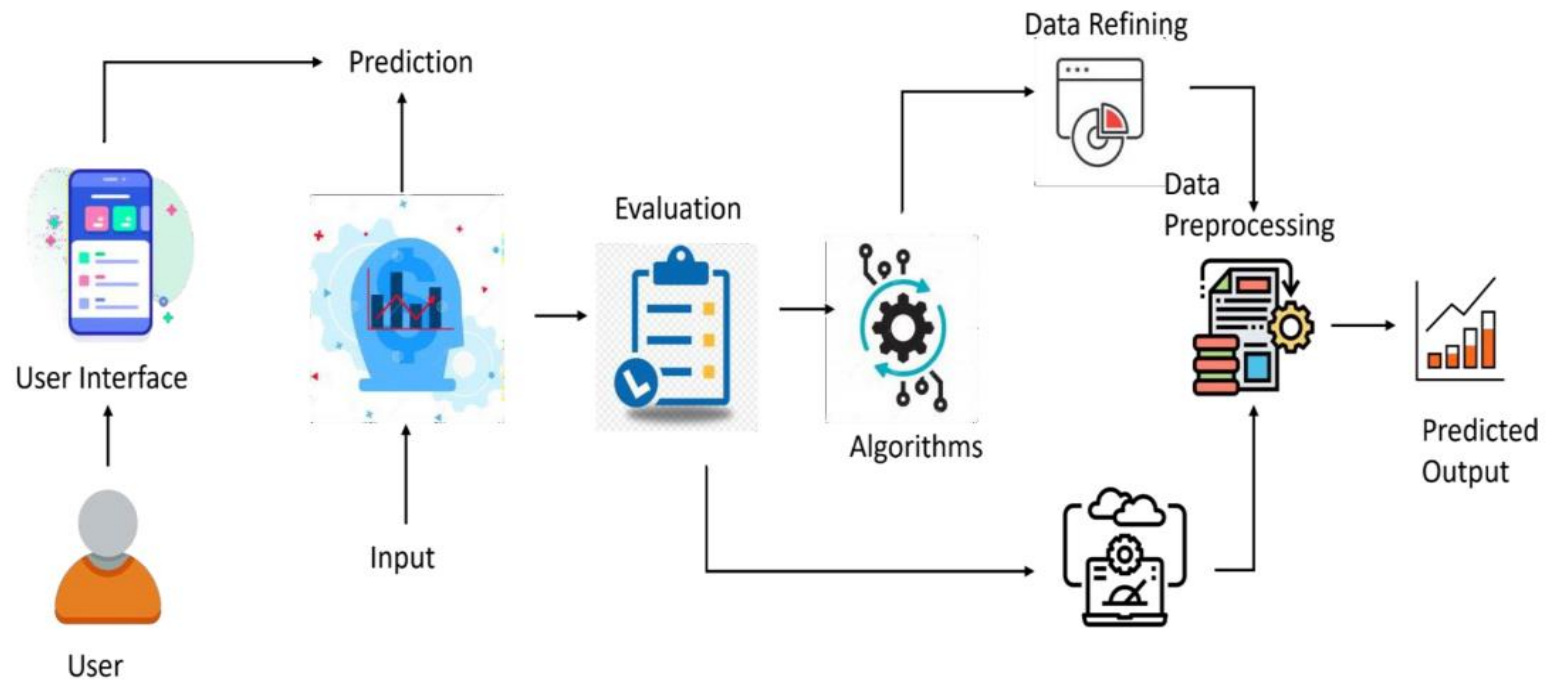 Data Refining
Prediction
Data
Preprocessing
Evaluation
User Interface
Algorithms
Predicted
Output
Input
User